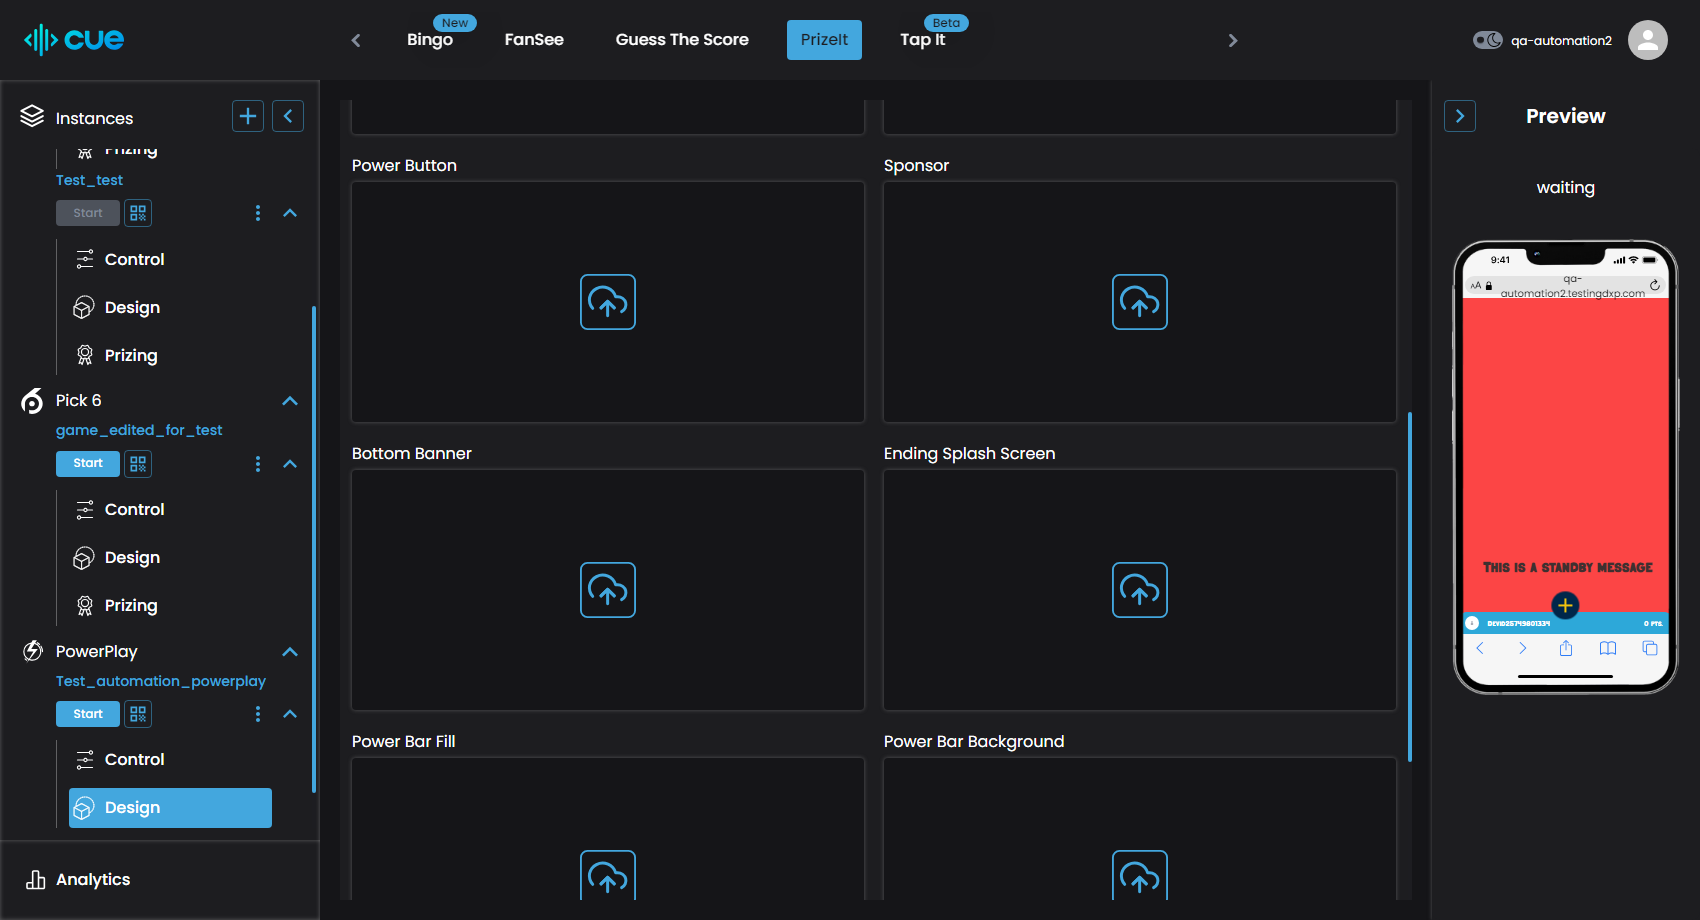 cue
New
Bingo
FanSee
Guess The Score
PrizeIt
Beta
Tap It
qa-automation2
Instances
Prizing
Test_test
Start
Control
Design
Prizing
Pick 6
game_edited_for_test
Start
Control
Design
Prizing
PowerPlay
Test_automation_powerplay
Start
Control
Design
Analytics
Power Button
Sponsor
Bottom Banner
Ending Splash Screen
Power Bar Fill
Power Bar Background
Preview
waiting
9:41
AA
qa-
automation2.testingdxp.com
This is a standby message
DEVID25749801334
0 PTS.